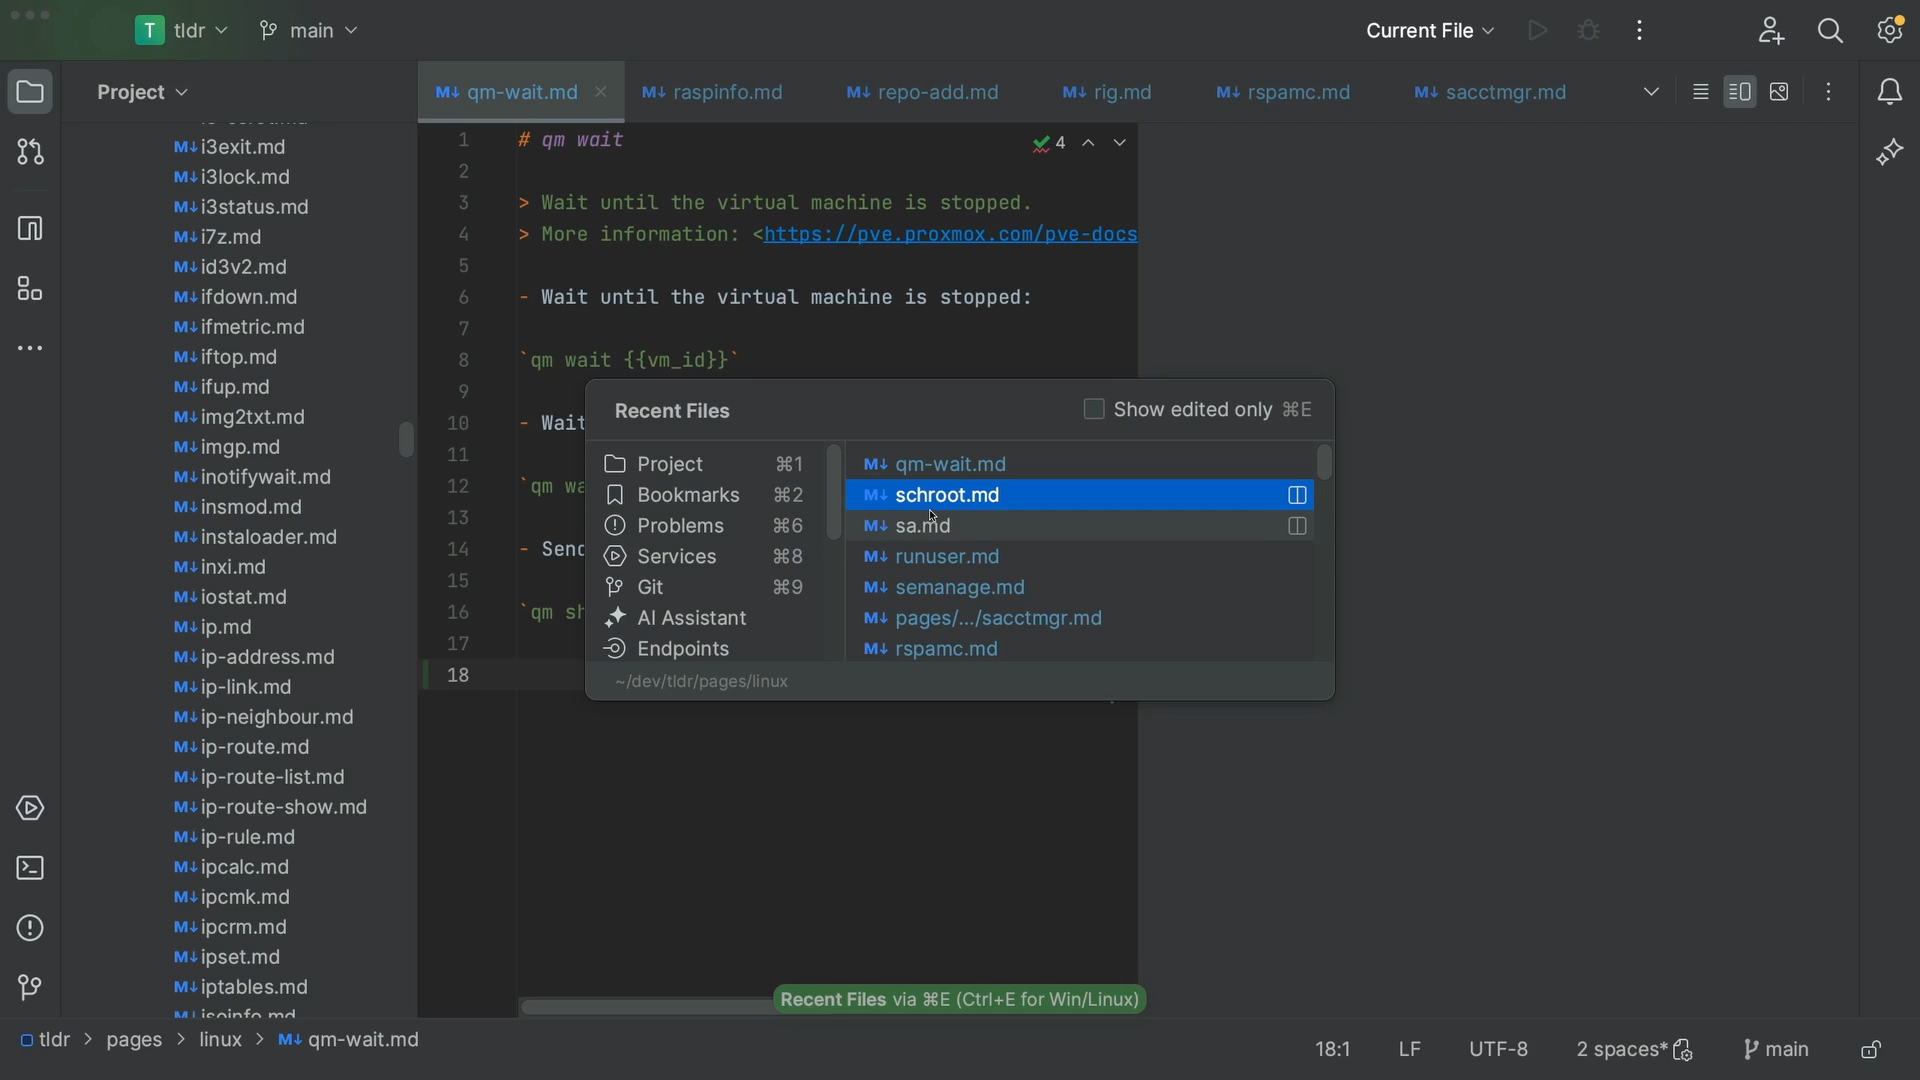 T tldr
main
Current File
Project
qm-wait.md
raspinfo.md
repo-add.md
rig.md
rspamc.md
sacctmgr.md
i3exit.md
i3lock.md
i3status.md
i7z.md
id3v2.md
ifdown.md
ifmetric.md
iftop.md
ifup.md
img2txt.md
imgp.md
inotifywait.md
insmod.md
instaloader.md
inxi.md
iostat.md
ip.md
ip-address.md
ip-link.md
ip-neighbour.md
ip-route.md
ip-route-list.md
ip-route-show.md
ip-rule.md
ipcalc.md
ipcmk.md
ipcrm.md
ipset.md
iptables.md
1 # qm wait
4
2
3 > Wait until the virtual machine is stopped.
4 > More information: <https://pve.proxmox.com/pve-docs
5
6 - Wait until the virtual machine is stopped:
7
8 `qm wait {{vm_id}}`
9
10 - Wait
11
12 `qm wa
13
14 - Send
15
16 `qm sh
17
18
Recent Files
Show edited only ⌘E
Project ⌘1
Bookmarks ⌘2
Problems ⌘6
Services ⌘8
Git ⌘9
AI Assistant
Endpoints
M↓ qm-wait.md
M↓ schroot.md
M↓ sa.md
M↓ runuser.md
M↓ semanage.md
M↓ pages/.../sacctmgr.md
M↓ rspamc.md
~/dev/tldr/pages/linux
Recent Files via ⌘E (Ctrl+E for Win/Linux)
tldr > pages > linux > M↓ qm-wait.md
18:1 LF UTF-8 2 spaces* main